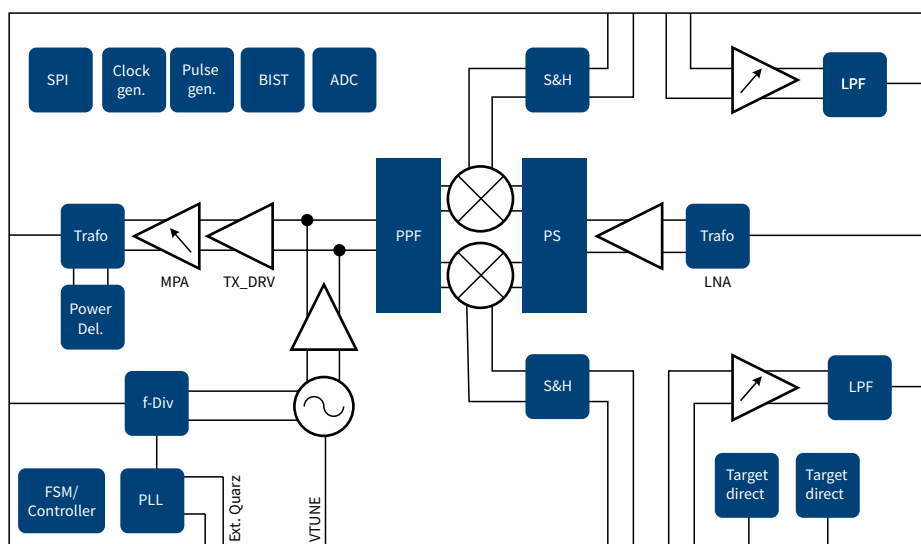 SPI
Clock
gen.
Pulse
gen.
BIST
ADC
S&H
LPF
Trafo
MPA
TX_DRV
PPF
PS
Trafo
LNA
Power
Del.
f-Div
S&H
LPF
FSM/
Controller
PLL
Ext. Quarz
VTUNE
Target
direct
Target
direct